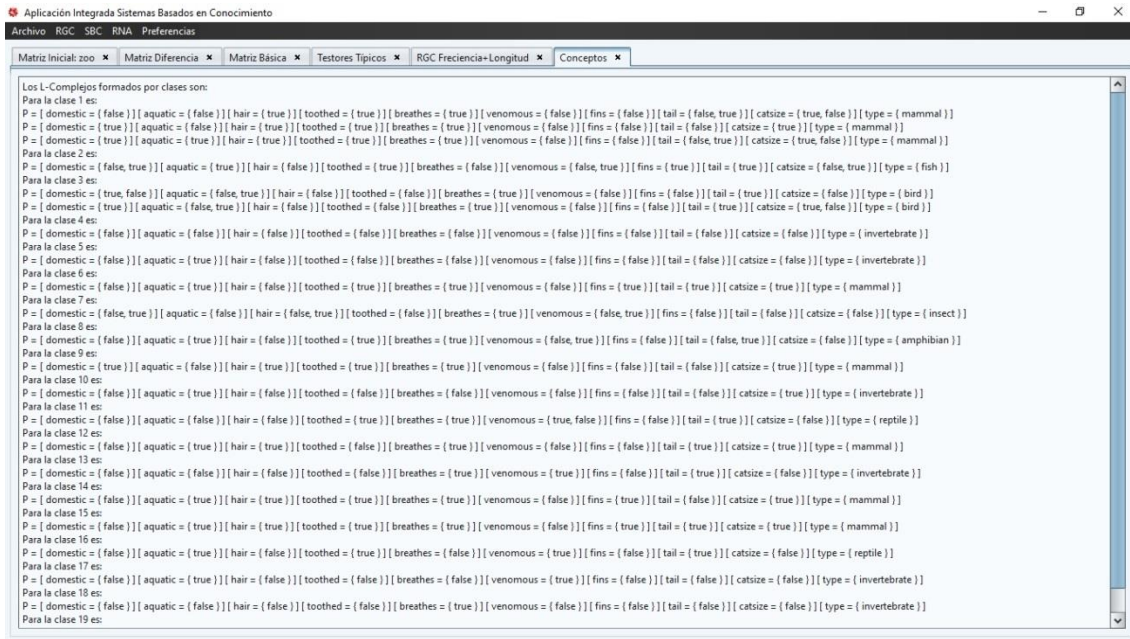 Aplicación Integrada Sistemas Basados en Conocimiento
Archivo RGC SBC RNA Preferencias
Matriz Inicial: zoo Matriz Diferencia Matriz Básica Testores Típicos RGC Freciencia+Longitud Conceptos
Los L-Complejos formados por clases son:
Para la clase 1 es:
P = [ domestic = { false } ] [ aquatic = { false } ] [ hair = { true } ] [ toothed = { true } ] [ breathes = { true } ] [ venomous = { false } ] [ fins = { false } ] [ tail = { false, true } ] [ catsize = { true, false } ] [ type = { mammal } ]
P = [ domestic = { true } ] [ aquatic = { false } ] [ hair = { true } ] [ toothed = { true } ] [ breathes = { true } ] [ venomous = { false } ] [ fins = { false } ] [ tail = { false } ] [ catsize = { true } ] [ type = { mammal } ]
P = [ domestic = { true } ] [ aquatic = { true } ] [ hair = { true } ] [ toothed = { true } ] [ breathes = { true } ] [ venomous = { false } ] [ fins = { false } ] [ tail = { false, true } ] [ catsize = { true, false } ] [ type = { mammal } ]
Para la clase 2 es:
P = [ domestic = { false, true } ] [ aquatic = { true } ] [ hair = { false } ] [ toothed = { true } ] [ breathes = { false } ] [ venomous = { false, true } ] [ fins = { true } ] [ tail = { true } ] [ catsize = { false, true } ] [ type = { fish } ]
Para la clase 3 es:
P = [ domestic = { true, false } ] [ aquatic = { false, true } ] [ hair = { false } ] [ toothed = { false } ] [ breathes = { true } ] [ venomous = { false } ] [ fins = { false } ] [ tail = { true } ] [ catsize = { false } ] [ type = { bird } ]
P = [ domestic = { true } ] [ aquatic = { false, true } ] [ hair = { false } ] [ toothed = { false } ] [ breathes = { true } ] [ venomous = { false } ] [ fins = { false } ] [ tail = { true } ] [ catsize = { true, false } ] [ type = { bird } ]
Para la clase 4 es:
P = [ domestic = { false } ] [ aquatic = { false } ] [ hair = { false } ] [ toothed = { false } ] [ breathes = { false } ] [ venomous = { false } ] [ fins = { false } ] [ tail = { false } ] [ catsize = { false } ] [ type = { invertebrate } ]
Para la clase 5 es:
P = [ domestic = { false } ] [ aquatic = { true } ] [ hair = { false } ] [ toothed = { false } ] [ breathes = { false } ] [ venomous = { false } ] [ fins = { false } ] [ tail = { false } ] [ catsize = { false } ] [ type = { invertebrate } ]
Para la clase 6 es:
P = [ domestic = { false } ] [ aquatic = { true } ] [ hair = { false } ] [ toothed = { true } ] [ breathes = { true } ] [ venomous = { false } ] [ fins = { true } ] [ tail = { true } ] [ catsize = { true } ] [ type = { mammal } ]
Para la clase 7 es:
P = [ domestic = { false, true } ] [ aquatic = { false } ] [ hair = { false, true } ] [ toothed = { false } ] [ breathes = { true } ] [ venomous = { false, true } ] [ fins = { false } ] [ tail = { false } ] [ catsize = { false } ] [ type = { insect } ]
Para la clase 8 es:
P = [ domestic = { false } ] [ aquatic = { true } ] [ hair = { false } ] [ toothed = { true } ] [ breathes = { true } ] [ venomous = { false, true } ] [ fins = { false } ] [ tail = { false, true } ] [ catsize = { false } ] [ type = { amphibian } ]
Para la clase 9 es:
P = [ domestic = { true } ] [ aquatic = { false } ] [ hair = { true } ] [ toothed = { true } ] [ breathes = { true } ] [ venomous = { false } ] [ fins = { false } ] [ tail = { false } ] [ catsize = { true } ] [ type = { mammal } ]
Para la clase 10 es:
P = [ domestic = { false } ] [ aquatic = { true } ] [ hair = { false } ] [ toothed = { false } ] [ breathes = { false } ] [ venomous = { false } ] [ fins = { false } ] [ tail = { false } ] [ catsize = { true } ] [ type = { invertebrate } ]
Para la clase 11 es:
P = [ domestic = { false } ] [ aquatic = { false } ] [ hair = { false } ] [ toothed = { true } ] [ breathes = { true } ] [ venomous = { true, false } ] [ fins = { false } ] [ tail = { true } ] [ catsize = { false } ] [ type = { reptile } ]
Para la clase 12 es:
P = [ domestic = { false } ] [ aquatic = { true } ] [ hair = { true } ] [ toothed = { false } ] [ breathes = { true } ] [ venomous = { false } ] [ fins = { false } ] [ tail = { true } ] [ catsize = { true } ] [ type = { mammal } ]
Para la clase 13 es:
P = [ domestic = { false } ] [ aquatic = { false } ] [ hair = { false } ] [ toothed = { false } ] [ breathes = { true } ] [ venomous = { true } ] [ fins = { false } ] [ tail = { true } ] [ catsize = { false } ] [ type = { invertebrate } ]
Para la clase 14 es:
P = [ domestic = { false } ] [ aquatic = { true } ] [ hair = { true } ] [ toothed = { true } ] [ breathes = { true } ] [ venomous = { false } ] [ fins = { true } ] [ tail = { false } ] [ catsize = { true } ] [ type = { mammal } ]
Para la clase 15 es:
P = [ domestic = { false } ] [ aquatic = { true } ] [ hair = { true } ] [ toothed = { true } ] [ breathes = { true } ] [ venomous = { false } ] [ fins = { true } ] [ tail = { true } ] [ catsize = { true } ] [ type = { mammal } ]
Para la clase 16 es:
P = [ domestic = { false } ] [ aquatic = { true } ] [ hair = { false } ] [ toothed = { true } ] [ breathes = { false } ] [ venomous = { true } ] [ fins = { false } ] [ tail = { true } ] [ catsize = { false } ] [ type = { reptile } ]
Para la clase 17 es:
P = [ domestic = { false } ] [ aquatic = { true } ] [ hair = { false } ] [ toothed = { false } ] [ breathes = { false } ] [ venomous = { true } ] [ fins = { false } ] [ tail = { false } ] [ catsize = { false } ] [ type = { invertebrate } ]
Para la clase 18 es:
P = [ domestic = { false } ] [ aquatic = { false } ] [ hair = { false } ] [ toothed = { false } ] [ breathes = { true } ] [ venomous = { false } ] [ fins = { false } ] [ tail = { false } ] [ catsize = { false } ] [ type = { invertebrate } ]
Para la clase 19 es: